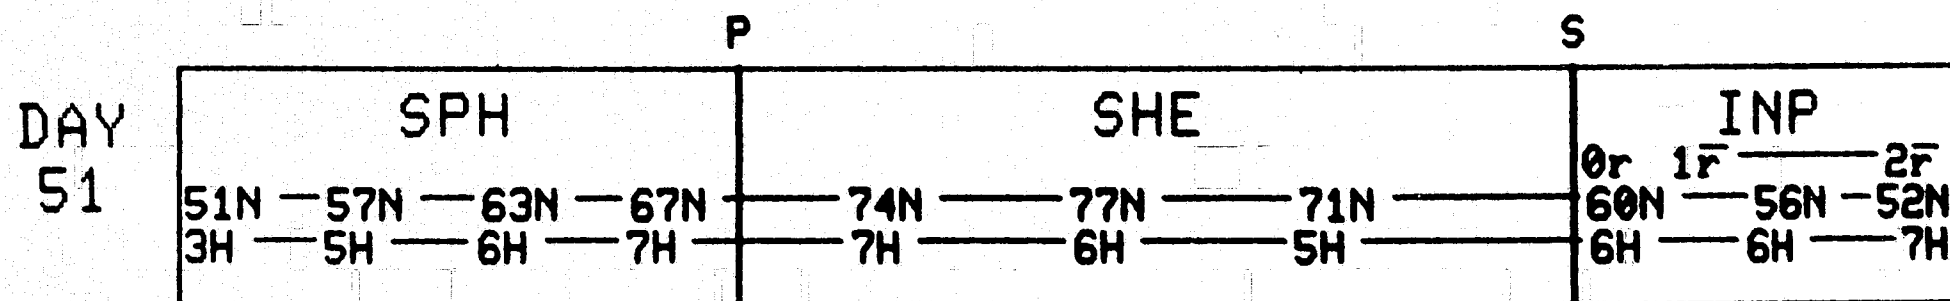 P S
DAY 51 SPH SHE INP
0r 1r̅ — 2r̅
51N — 57N — 63N — 67N — 74N — 77N — 71N — 60N — 56N — 52N
3H — 5H — 6H — 7H — 7H — 6H — 5H — 6H — 6H — 7H